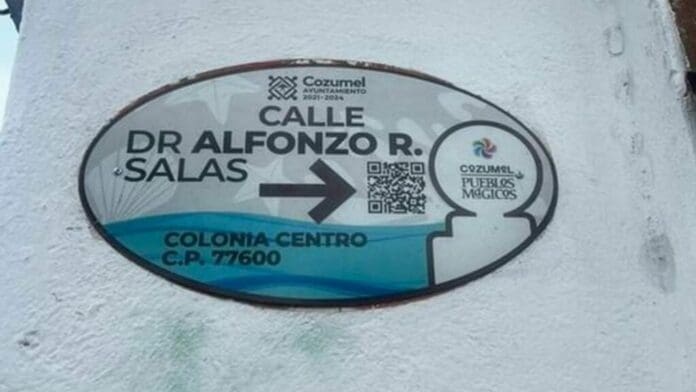 Cozumel
AYUNTAMIENTO
2021-2024
CALLE
DR ALFONZO R.
SALAS
COZUMEL
PUEBLOS
MÁGICOS
COLONIA CENTRO
C.P. 77600